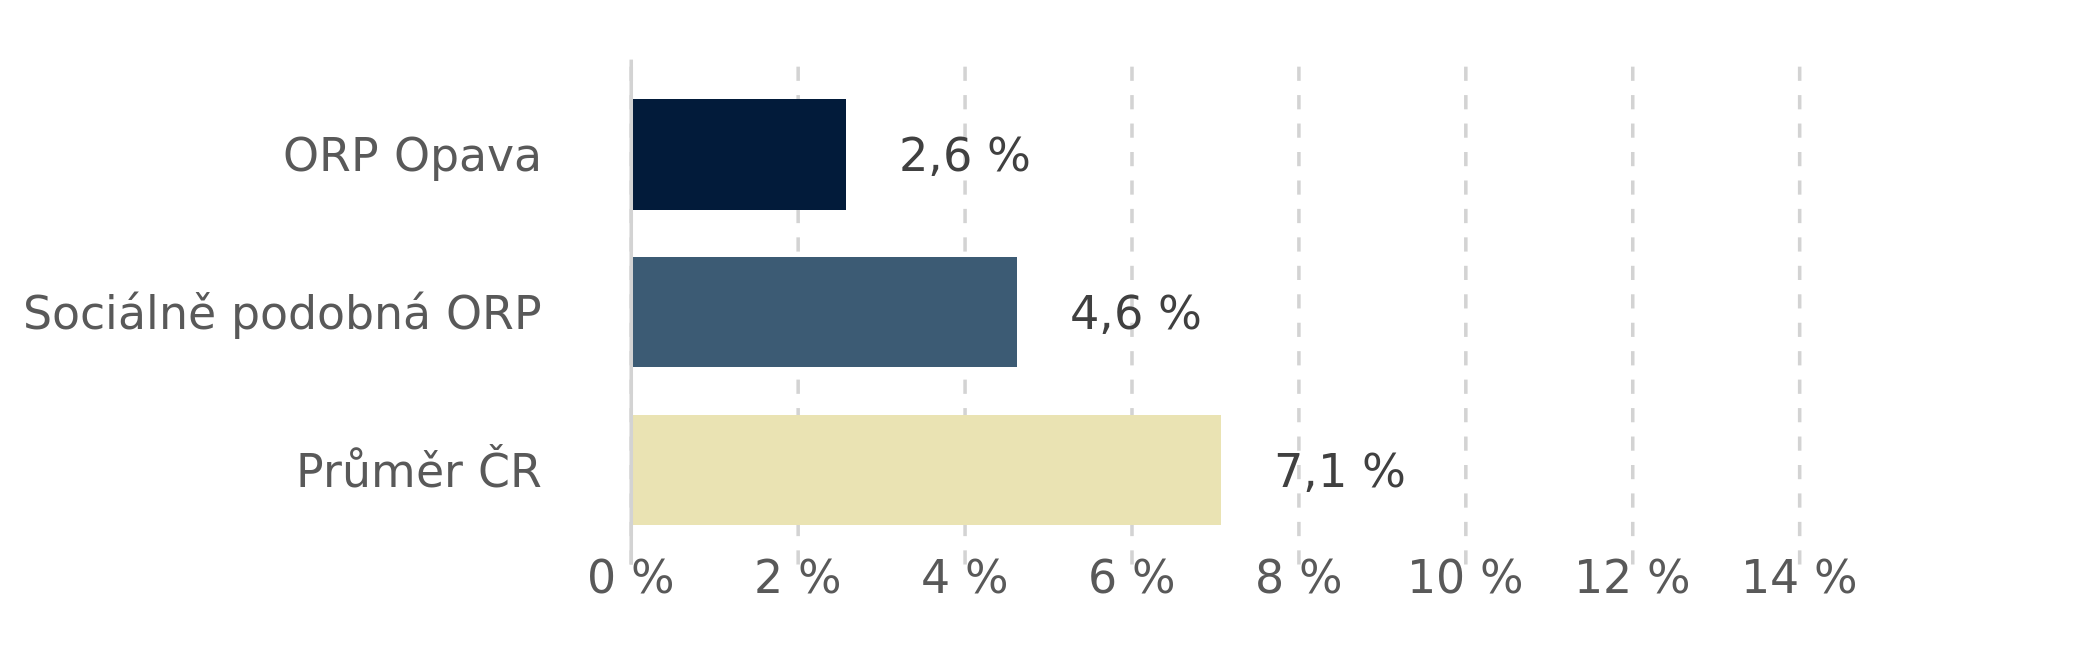 ORP Opava 2,6 %
Sociálně podobná ORP 4,6 %
Průměr ČR 7,1 %
0 % 2 % 4 % 6 % 8 % 10 % 12 % 14 %